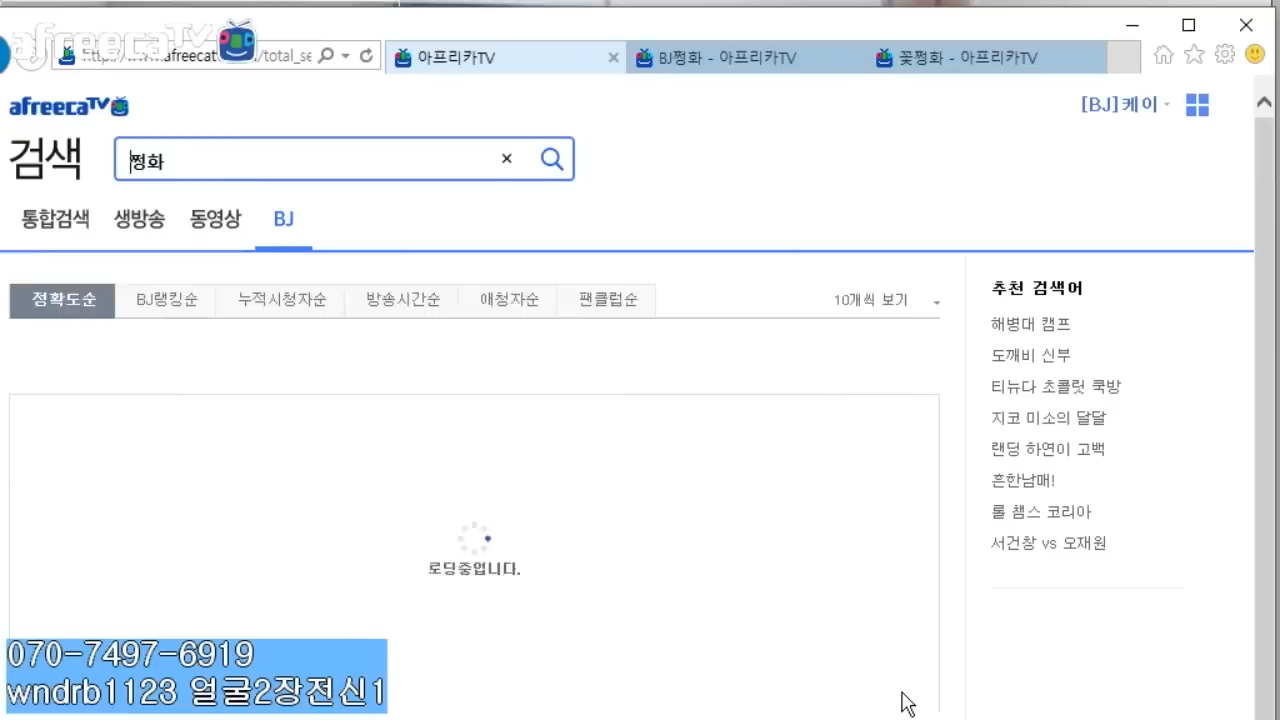 afreecaTV
아프리카TV
BJ쩡화 - 아프리카TV
꽃쩡화 - 아프리카TV
afreecaTV
[BJ]케이
검색
쩡화
통합검색 생방송 동영상 BJ
정확도순 BJ랭킹순 누적시청자순 방송시간순 애청자순 팬클럽순 10개씩 보기
추천 검색어
해병대 캠프
도깨비 신부
티뉴다 초콜릿 쿡방
지코 미소의 달달
랜딩 하연이 고백
흔한남매!
롤 챔스 코리아
서건창 vs 오재원
로딩중입니다.
070-7497-6919
wndrb1123 얼굴2장전신1